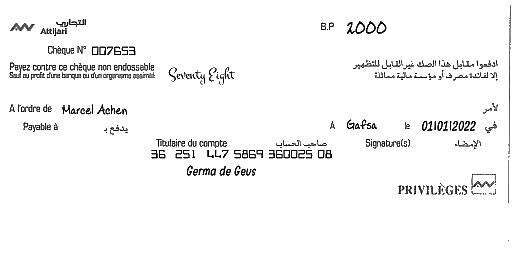 التجاري
Attijari
B.P 2000
Chèque N° 007653
Payez contre ce chèque non endossable
Sauf au profit d'une banque ou d'un organisme assimilé
Seventy Eight
ادفعوا مقابل هذا الصك غير القابل للتظهير
إلا لفائدة مصرف أو مؤسسة مالية مماثلة
A l'ordre de Marcel Achen
لأمر
Payable à يدفع بـ
A Gafsa le 01/01/2022 في
Titulaire du compte صاحب الحساب
Signature(s) الإمضاء
36 251 447 5869 360025 08
Germa de Geus
PRIVILÈGES